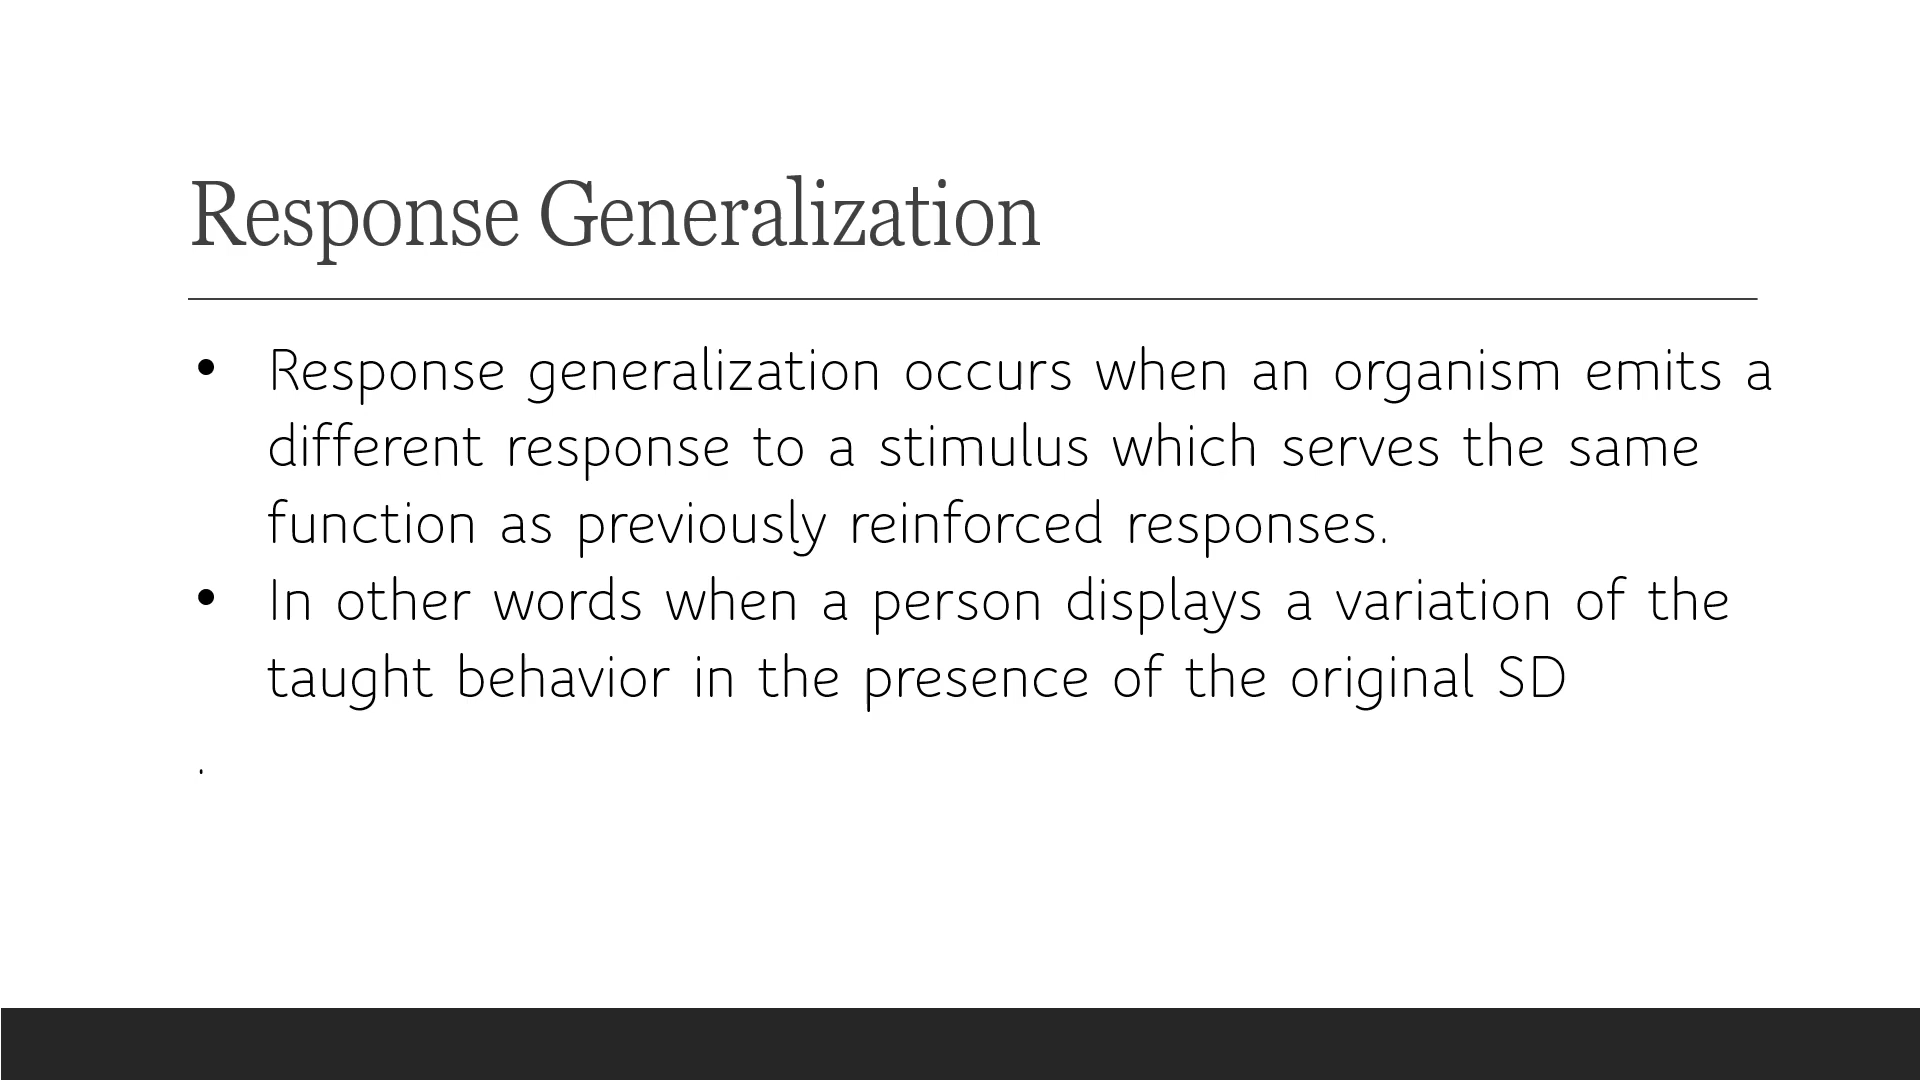 Response Generalization
• Response generalization occurs when an organism emits a
different response to a stimulus which serves the same
function as previously reinforced responses.
• In other words when a person displays a variation of the
taught behavior in the presence of the original SD
.